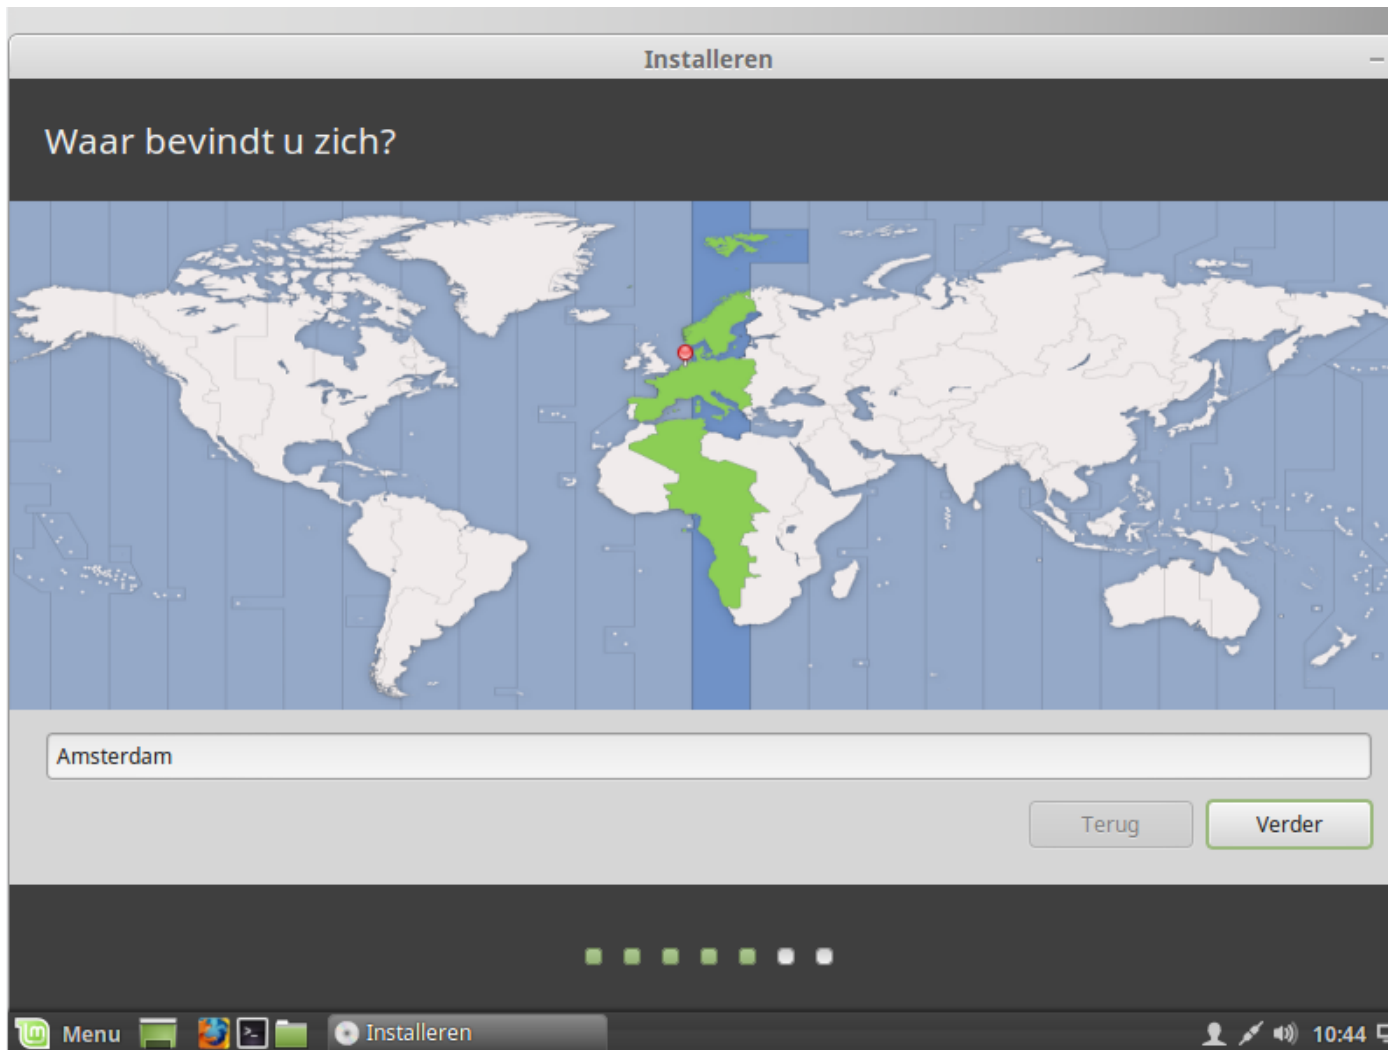 Installeren
Waar bevindt u zich?
Amsterdam
Terug
Verder
Menu
Installeren
10:44